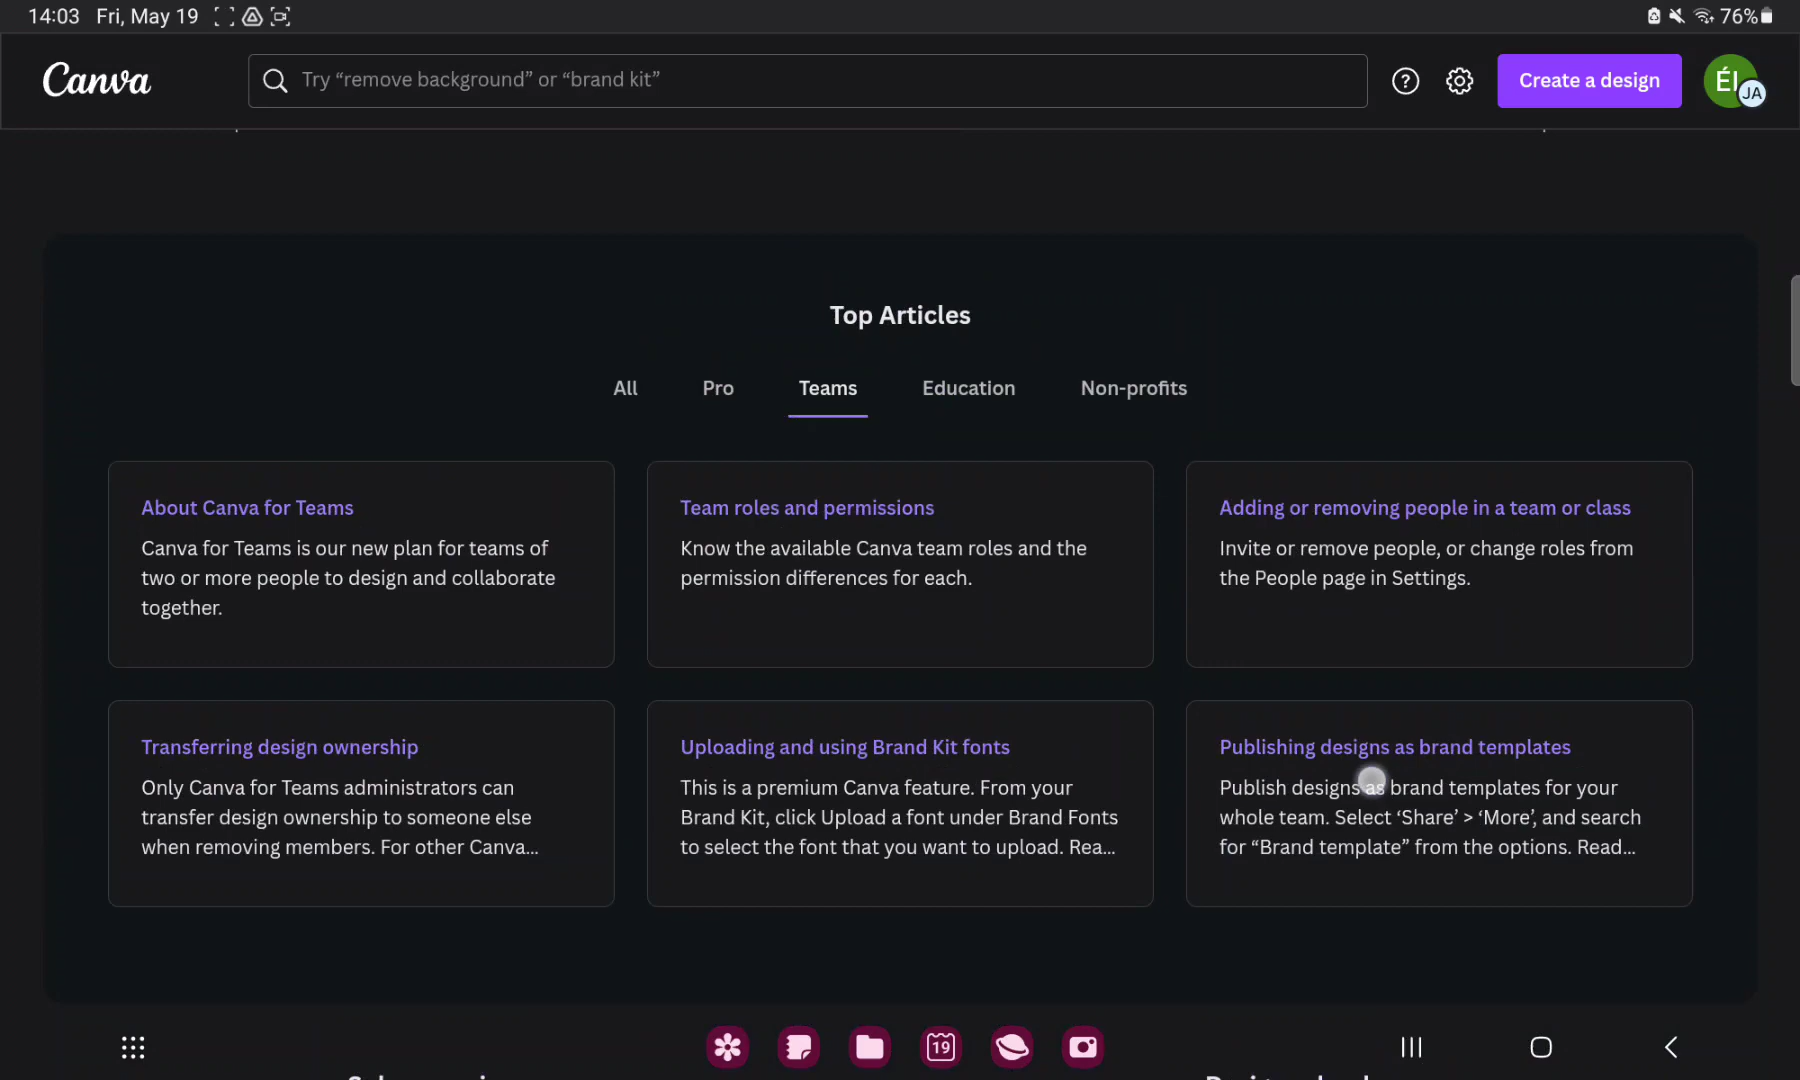 14:03 Fri, May 19
76%
Canva
Try “remove background” or “brand kit”
Create a design
ÉI
JA
Top Articles
All Pro Teams Education Non-profits
About Canva for Teams
Canva for Teams is our new plan for teams of
two or more people to design and collaborate
together.
Team roles and permissions
Know the available Canva team roles and the
permission differences for each.
Adding or removing people in a team or class
Invite or remove people, or change roles from
the People page in Settings.
Transferring design ownership
Only Canva for Teams administrators can
transfer design ownership to someone else
when removing members. For other Canva...
Uploading and using Brand Kit fonts
This is a premium Canva feature. From your
Brand Kit, click Upload a font under Brand Fonts
to select the font that you want to upload. Rea...
Publishing designs as brand templates
Publish designs as brand templates for your
whole team. Select ‘Share’ > ‘More’, and search
for “Brand template” from the options. Read...
19